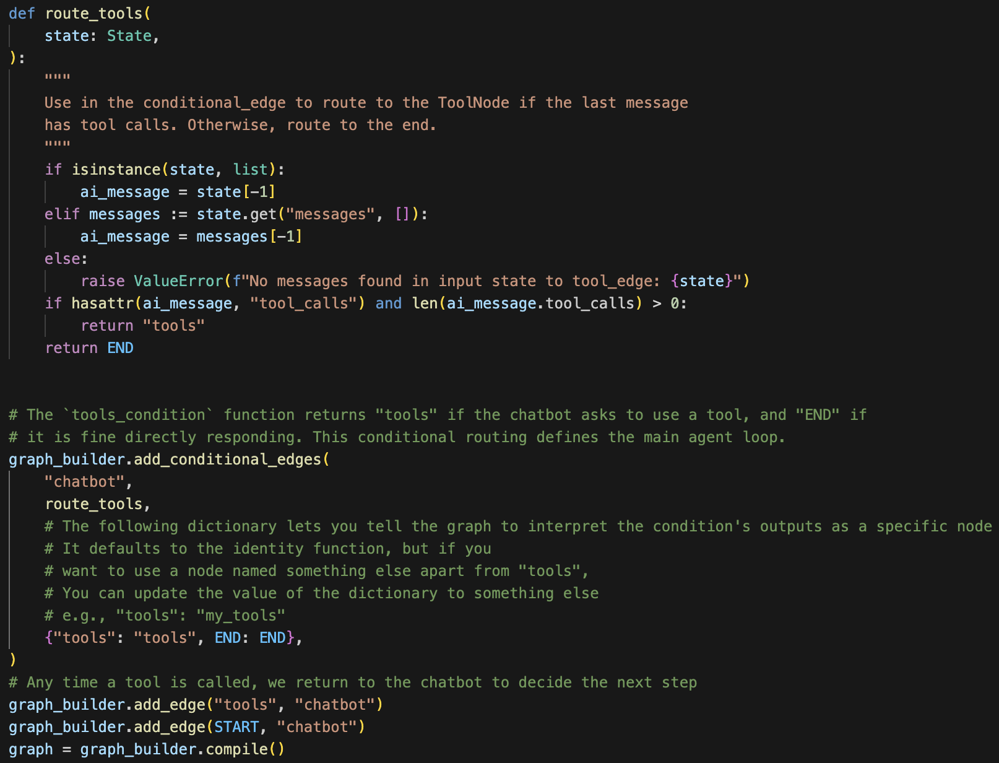 def route_tools(
    state: State,
):
    """
    Use in the conditional_edge to route to the ToolNode if the last message
    has tool calls. Otherwise, route to the end.
    """
    if isinstance(state, list):
        ai_message = state[-1]
    elif messages := state.get("messages", []):
        ai_message = messages[-1]
    else:
        raise ValueError(f"No messages found in input state to tool_edge: {state}")
    if hasattr(ai_message, "tool_calls") and len(ai_message.tool_calls) > 0:
        return "tools"
    return END


# The `tools_condition` function returns "tools" if the chatbot asks to use a tool, and "END" if
# it is fine directly responding. This conditional routing defines the main agent loop.
graph_builder.add_conditional_edges(
    "chatbot",
    route_tools,
    # The following dictionary lets you tell the graph to interpret the condition's outputs as a specific node
    # It defaults to the identity function, but if you
    # want to use a node named something else apart from "tools",
    # You can update the value of the dictionary to something else
    # e.g., "tools": "my_tools"
    {"tools": "tools", END: END},
)
# Any time a tool is called, we return to the chatbot to decide the next step
graph_builder.add_edge("tools", "chatbot")
graph_builder.add_edge(START, "chatbot")
graph = graph_builder.compile()